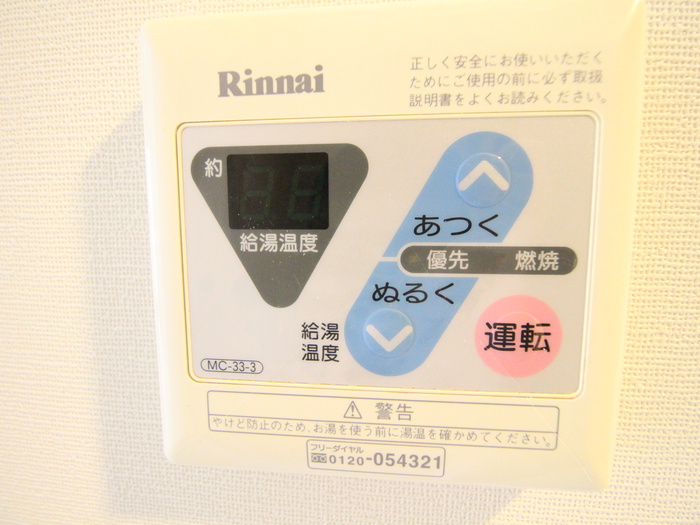 Rinnai
正しく安全にお使いいただく
ためにご使用の前に必ず取扱
説明書をよくお読みください。
約
給湯温度
あつく
優先 燃焼
ぬるく
給湯
温度
運転
MC-33-3
⚠ 警告
やけど防止のため、お湯を使う前に湯温を確かめてください。
フリーダイヤル
0120-054321